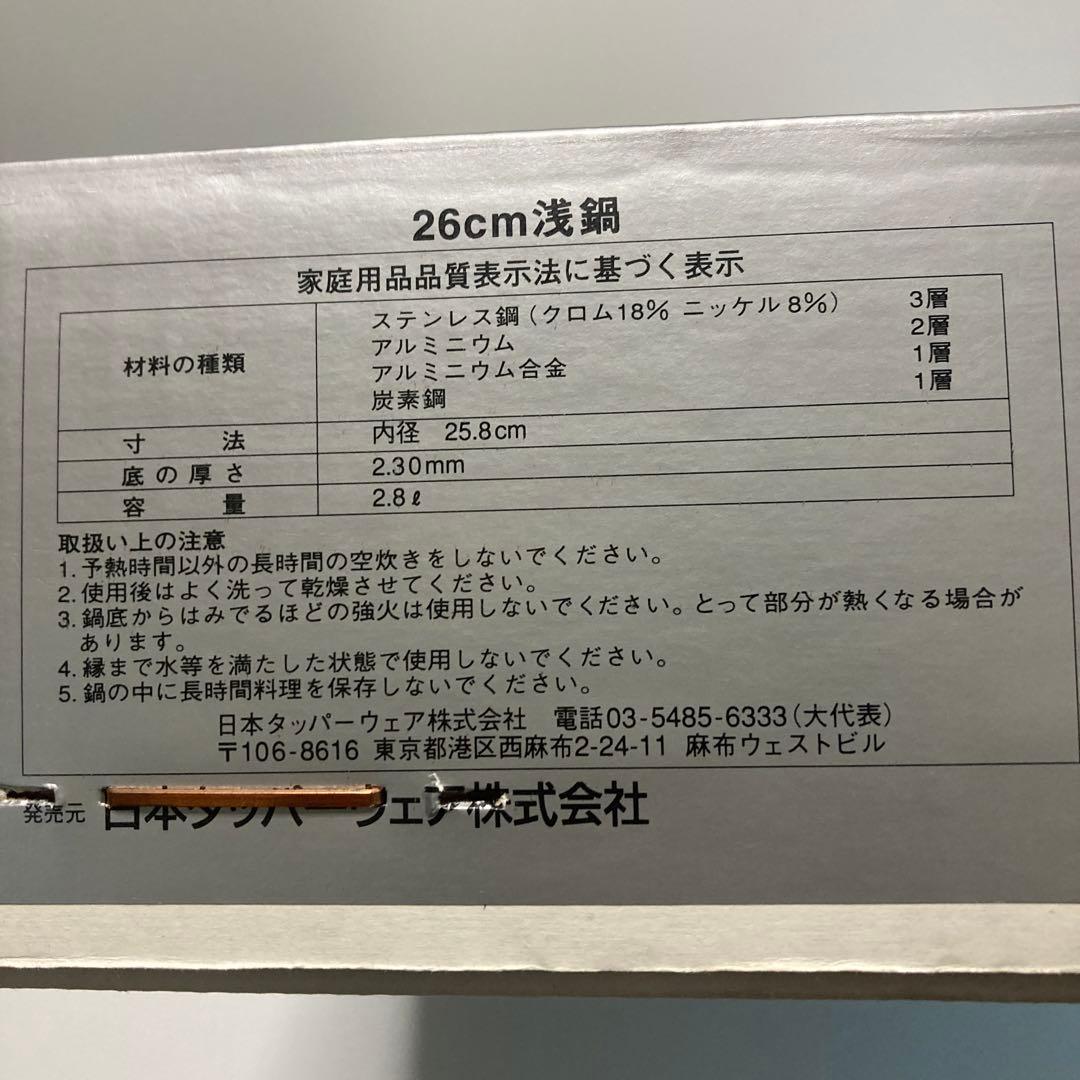 26cm浅鍋
家庭用品品質表示法に基づく表示
材料の種類
ステンレス鋼(クロム18% ニッケル8%) 3層
アルミニウム 2層
アルミニウム合金 1層
炭素鋼 1層
寸法 内径 25.8cm
底の厚さ 2.30mm
容量 2.8ℓ
取扱い上の注意
1. 予熱時間以外の長時間の空炊きをしないでください。
2. 使用後はよく洗って乾燥させてください。
3. 鍋底からはみでるほどの強火は使用しないでください。とって部分が熱くなる場合が
あります。
4. 縁まで水等を満たした状態で使用しないでください。
5. 鍋の中に長時間料理を保存しないでください。
日本タッパーウェア株式会社 電話03-5485-6333(大代表)
〒106-8616 東京都港区西麻布2-24-11 麻布ウェストビル
発売元 日本タッパーウェア株式会社